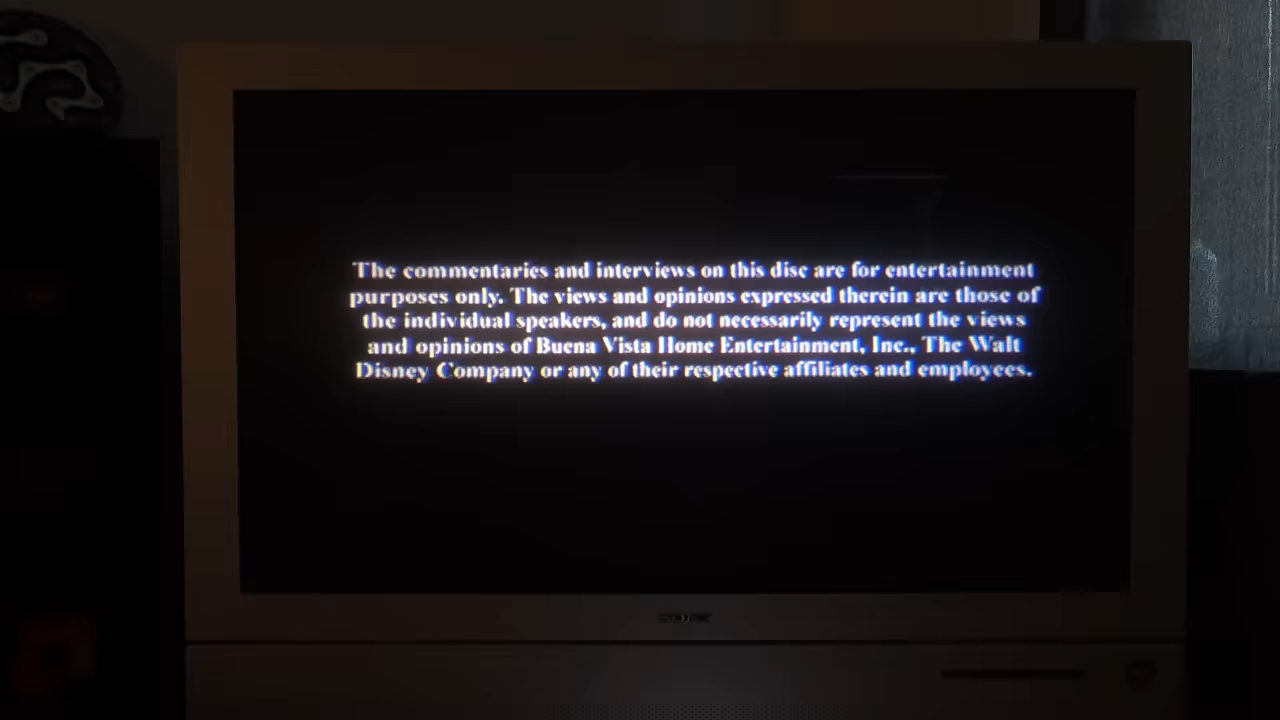 The commentaries and interviews on this disc are for entertainment
purposes only. The views and opinions expressed therein are those of
the individual speakers, and do not necessarily represent the views
and opinions of Buena Vista Home Entertainment, Inc., The Walt
Disney Company or any of their respective affiliates and employees.